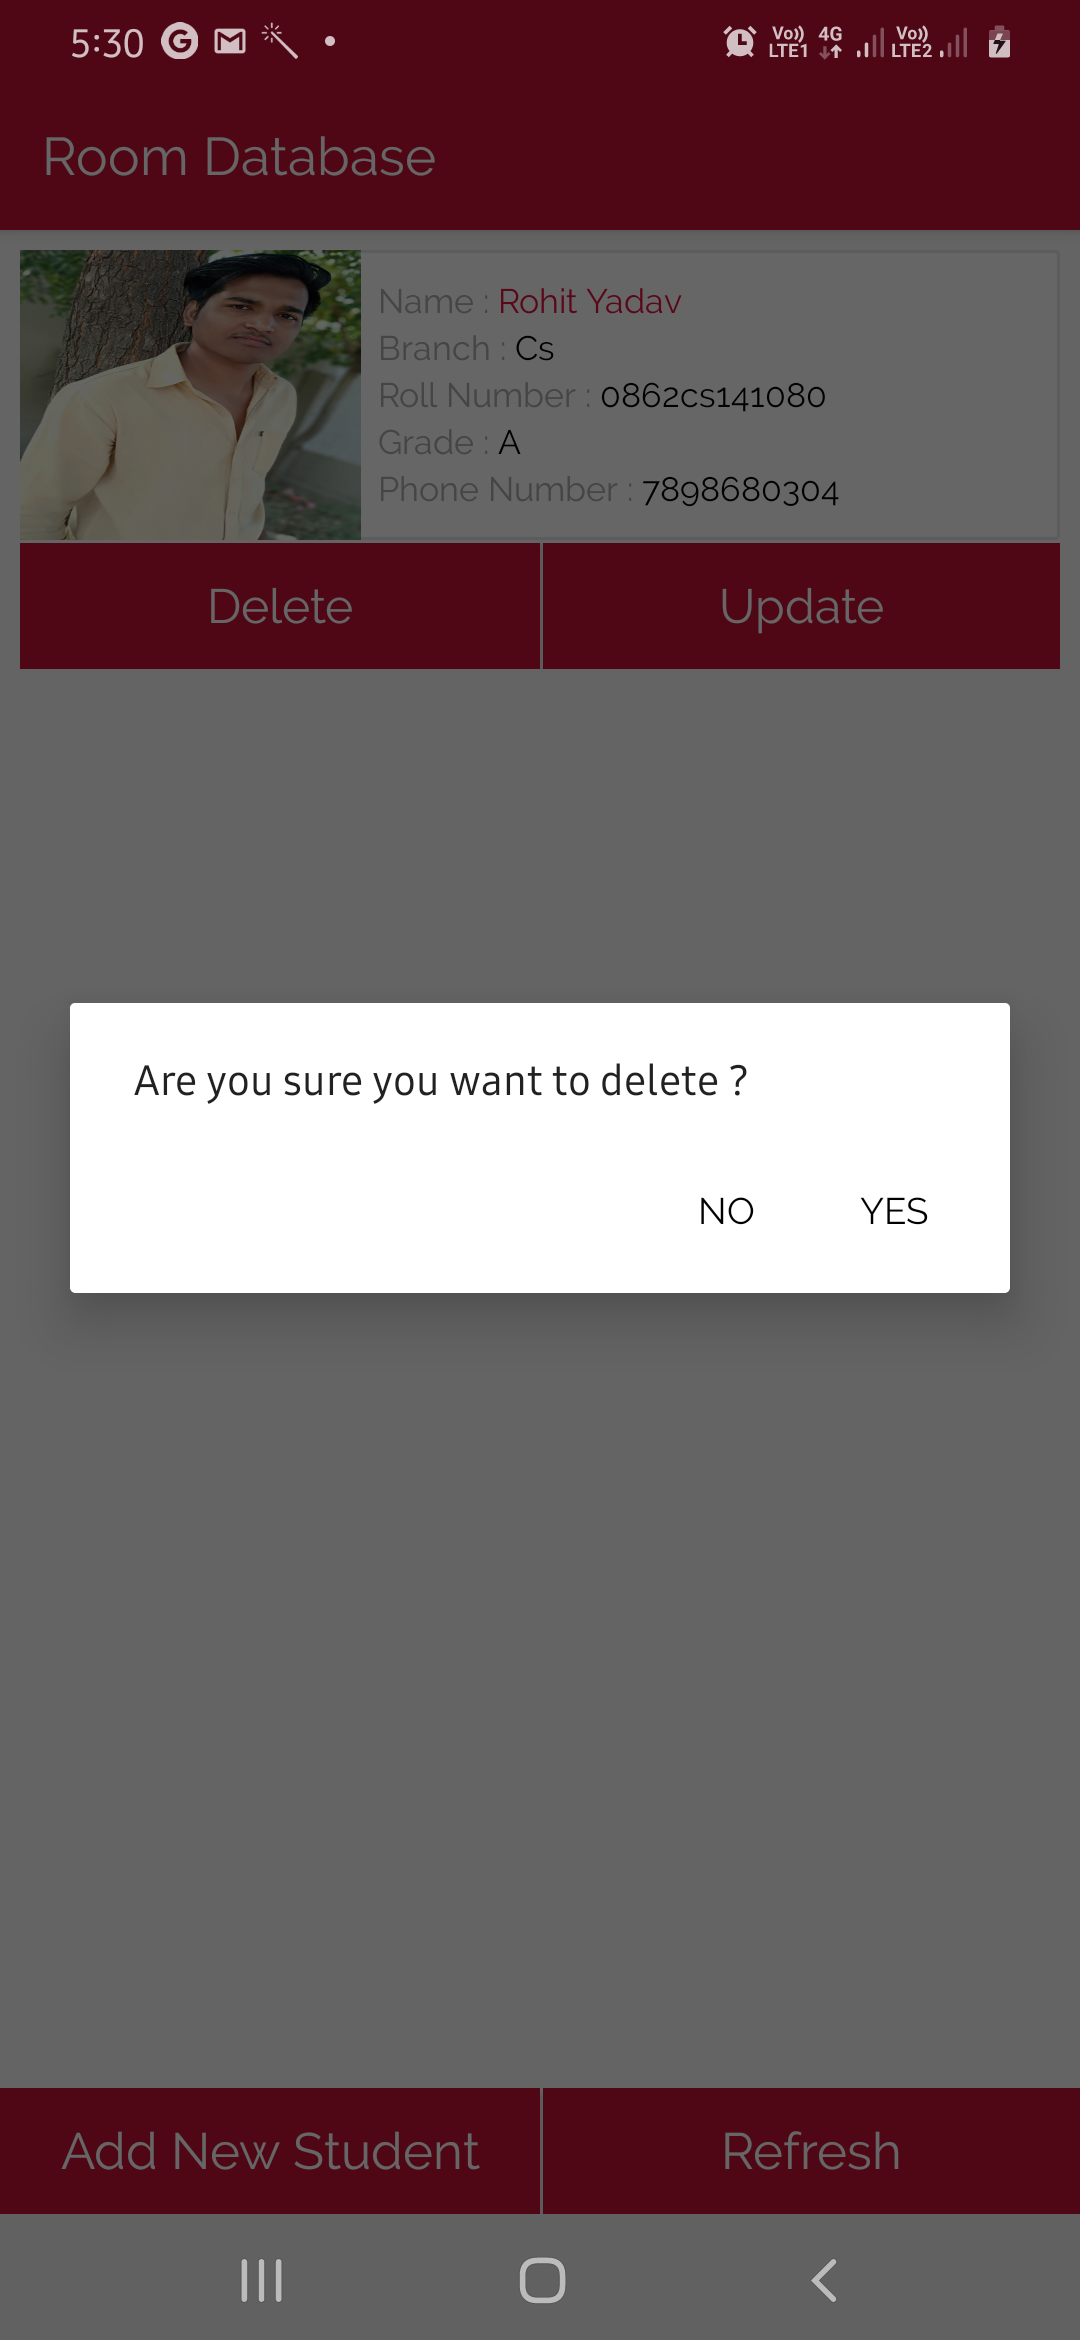 5:30
Vo)) LTE1 4G Vo)) LTE2
Room Database
Name : Rohit Yadav
Branch : Cs
Roll Number : 0862cs141080
Grade : A
Phone Number : 7898680304
Delete Update
Are you sure you want to delete ?
NO YES
Add New Student Refresh